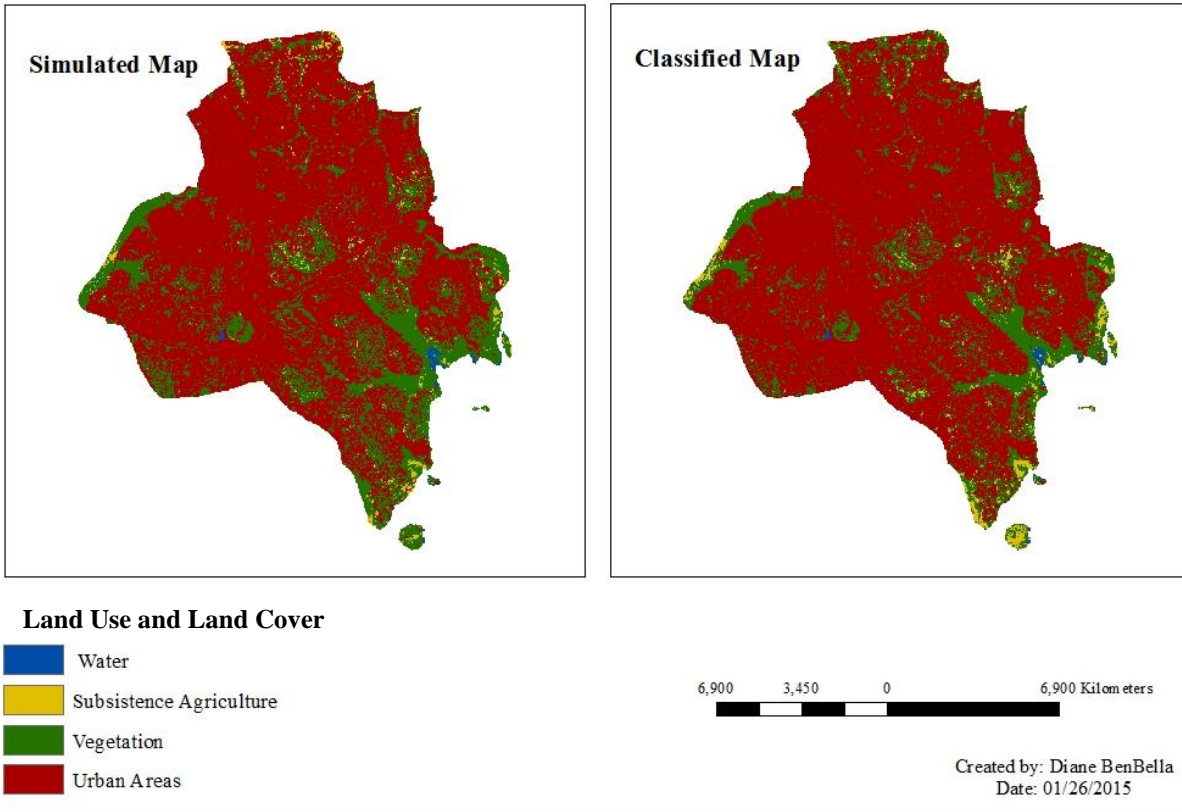 Simulated Map
Classified Map
Land Use and Land Cover
Water
Subsistence Agriculture
Vegetation
Urban Areas
6,900 3,450 0 6,900 Kilometers
Created by: Diane BenBella
Date: 01/26/2015